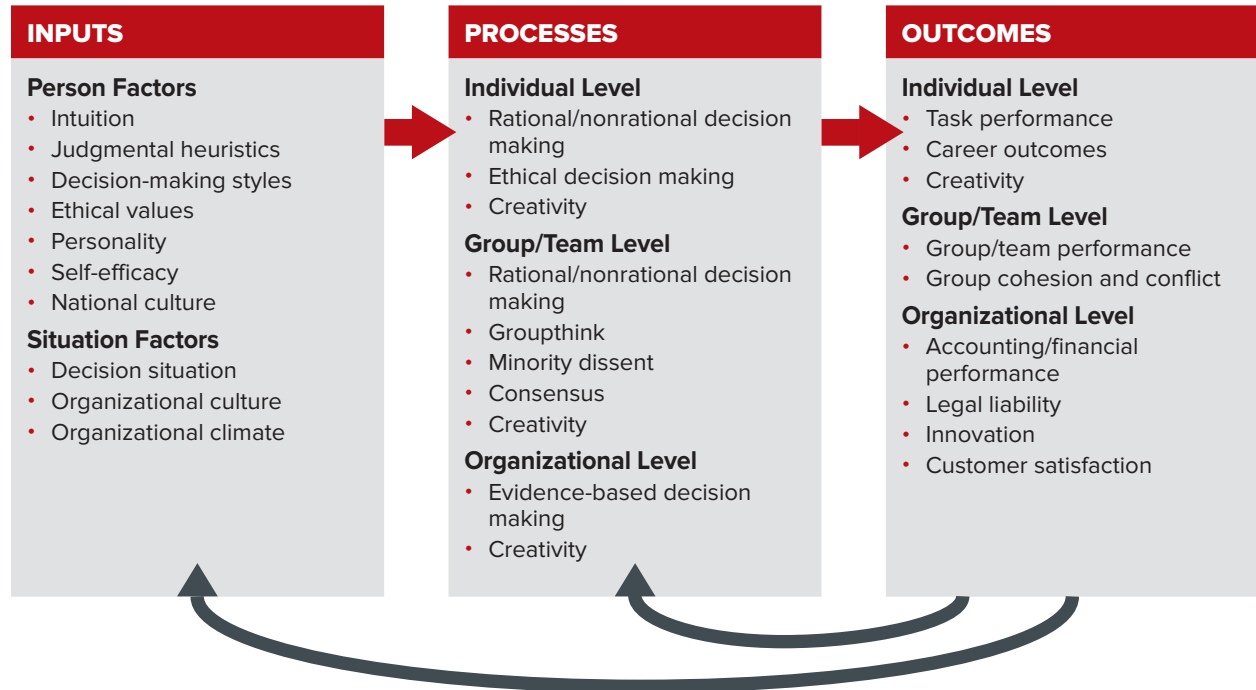 INPUTS
Person Factors
• Intuition
• Judgmental heuristics
• Decision-making styles
• Ethical values
• Personality
• Self-efficacy
• National culture
Situation Factors
• Decision situation
• Organizational culture
• Organizational climate
PROCESSES
Individual Level
• Rational/nonrational decision
making
• Ethical decision making
• Creativity
Group/Team Level
• Rational/nonrational decision
making
• Groupthink
• Minority dissent
• Consensus
• Creativity
Organizational Level
• Evidence-based decision
making
• Creativity
OUTCOMES
Individual Level
• Task performance
• Career outcomes
• Creativity
Group/Team Level
• Group/team performance
• Group cohesion and conflict
Organizational Level
• Accounting/financial
performance
• Legal liability
• Innovation
• Customer satisfaction